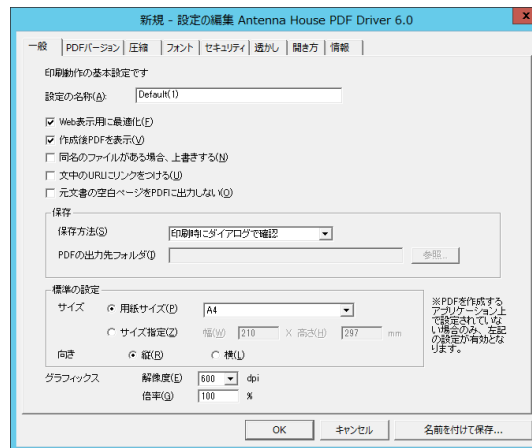 新規 - 設定の編集 Antenna House PDF Driver 6.0
x
一般 PDFバージョン 圧縮 フォント セキュリティ 透かし 開き方 情報
印刷動作の基本設定です
設定の名称(A): Default(1)
Web表示用に最適化(F)
作成後PDFを表示(V)
同名のファイルがある場合、上書きする(N)
文中のURLにリンクをつける(U)
元文書の空白ページをPDFに出力しない(O)
保存
保存方法(S) 印刷時にダイアログで確認
PDFの出力先フォルダ(I) 参照...
標準の設定
サイズ 用紙サイズ(P) A4
サイズ指定(Z) 幅(W) 210 X 高さ(H) 297 mm
向き 縦(R) 横(L)
※PDFを作成する
アプリケーション上
で設定されていな
い場合のみ、左記
の設定が有効とな
ります。
グラフィックス 解像度(E) 600 dpi
倍率(G) 100 %
OK キャンセル 名前を付けて保存...